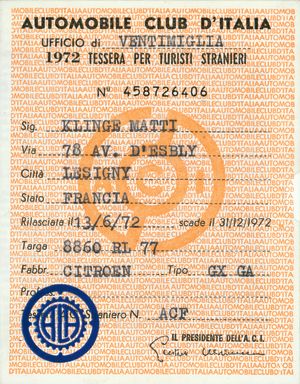 AUTOMOBILE CLUB D'ITALIA
UFFICIO di VENTIMIGLIA
1972 TESSERA PER TURISTI STRANIERI
N° 458726406
Sig. KLINGE MATTI
Via 78 AV. D'ESBLY
Città LESIGNY
Stato FRANCIA
Rilasciata il 13/6/72 scade il 31/12/1972
Targa 8860 RL 77
Fabbr. CITROEN Tipo GX GA
Straniero N. ACF
IL PRESIDENTE DELL'A.C.I.